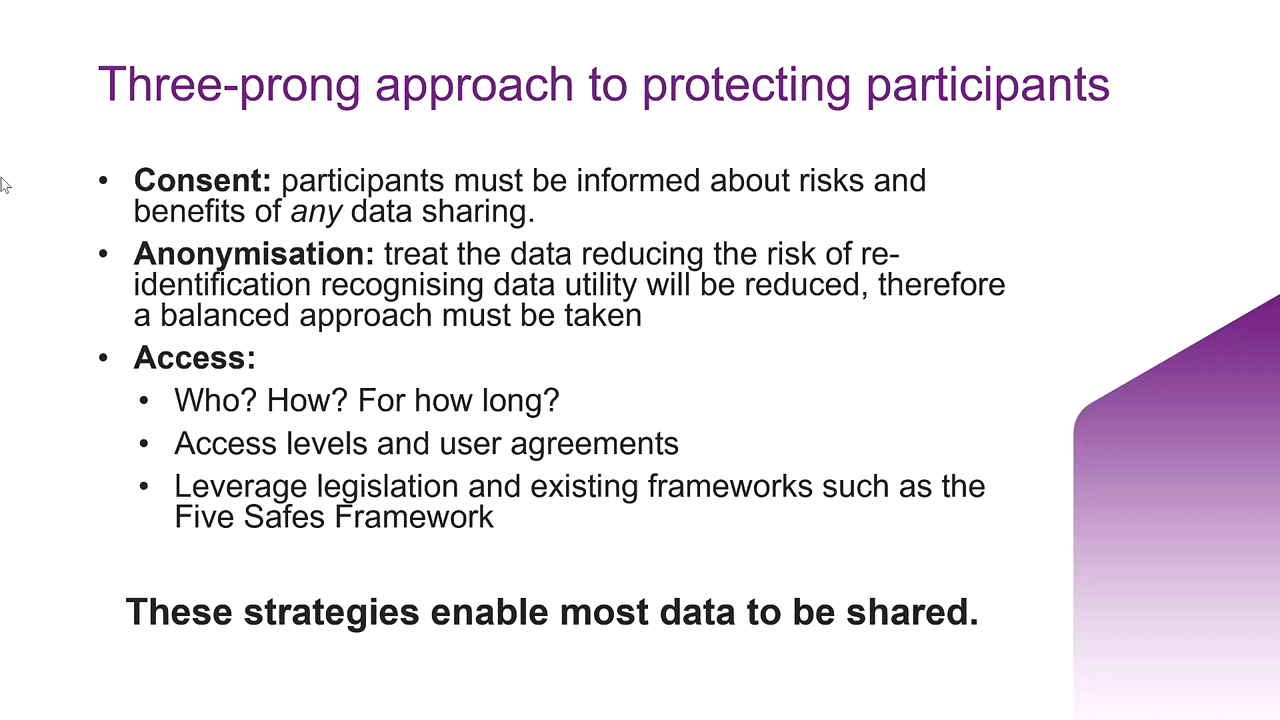 Three-prong approach to protecting participants
• Consent: participants must be informed about risks and
benefits of any data sharing.
• Anonymisation: treat the data reducing the risk of re-
identification recognising data utility will be reduced, therefore
a balanced approach must be taken
• Access:
• Who? How? For how long?
• Access levels and user agreements
• Leverage legislation and existing frameworks such as the
Five Safes Framework
These strategies enable most data to be shared.